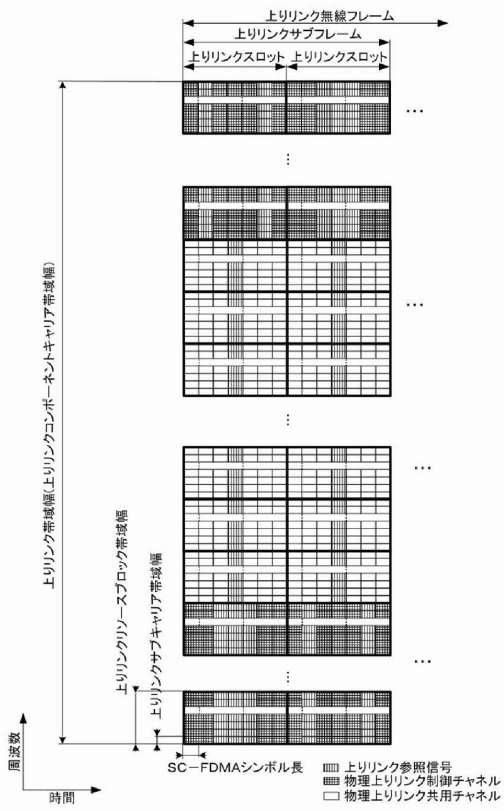 上りリンク無線フレーム
上りリンクサブフレーム
上りリンクスロット 上りリンクスロット
...
...
...
...
...
...
...
上りリンク帯域幅(上りリンクコンポーネントキャリア帯域幅)
上りリンクリソースブロック帯域幅
上りリンクサブキャリア帯域幅
周波数
時間
SC-FDMAシンボル長
上りリンク参照信号
物理上りリンク制御チャネル
物理上りリンク共用チャネル